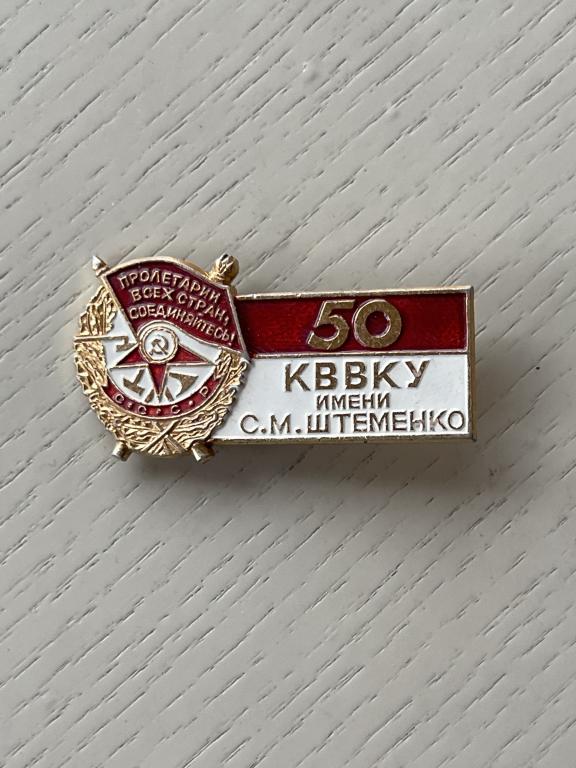 ПРОЛЕТАРИИ
ВСЕХ СТРАН,
СОЕДИНЯЙТЕСЬ!
С·С·С·Р
50
КВВКУ
ИМЕНИ
С.М.ШТЕМЕНКО